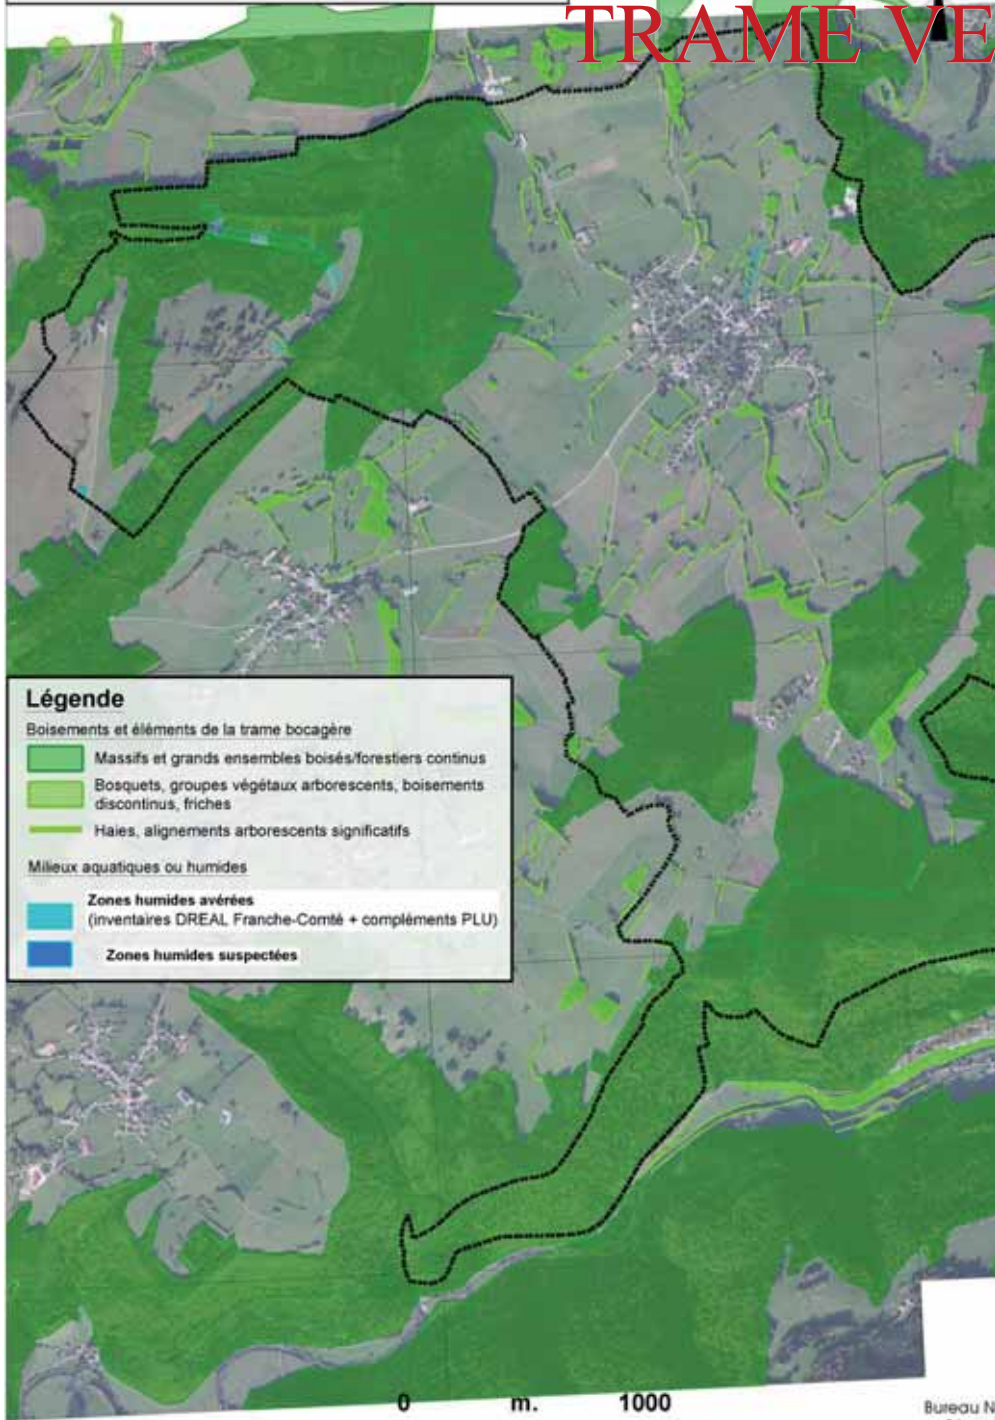 TRAME VE
Légende
Boisements et éléments de la trame bocagère
Massifs et grands ensembles boisés/forestiers continus
Bosquets, groupes végétaux arborescents, boisements
discontinus, friches
Haies, alignements arborescents significatifs
Milieux aquatiques ou humides
Zones humides avérées
(inventaires DREAL Franche-Comté + compléments PLU)
Zones humides suspectées
0 m. 1000
Bureau N